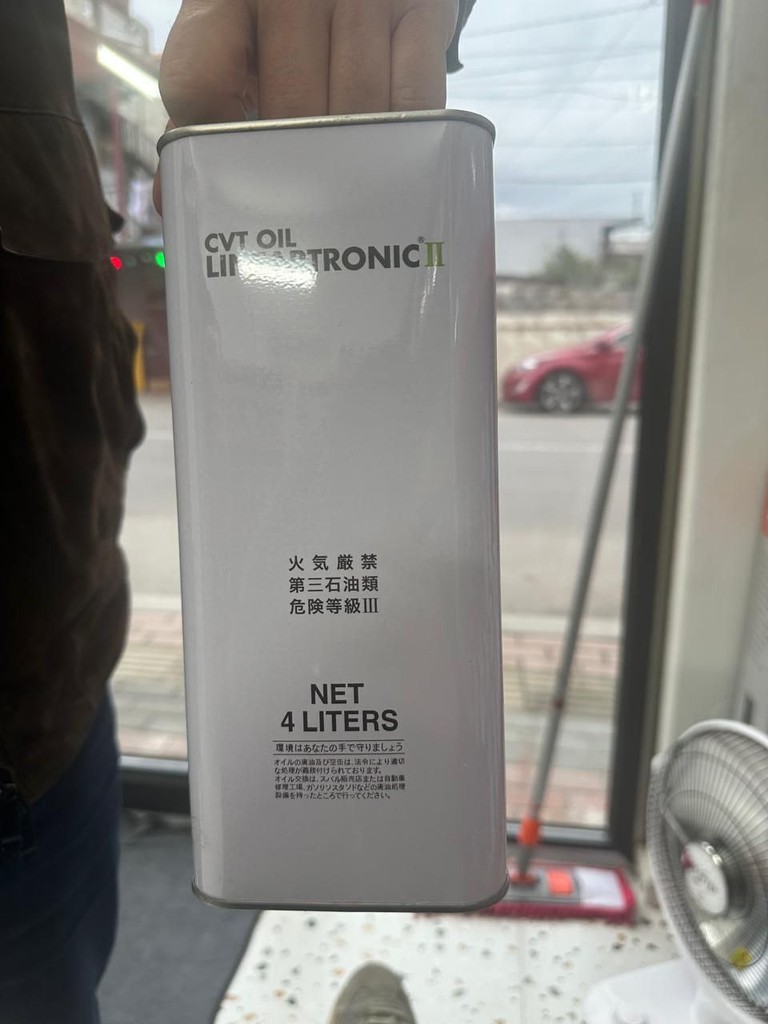 CVT OIL
LINEARTRONIC® II
火気厳禁
第三石油類
危険等級III
NET
4 LITERS
環境はあなたの手で守りましょう
オイルの廃油及び空缶は、法令により適切
な処理が義務付けられております。
オイル交換は、スバル販売店または自動車
修理工場、ガソリンスタンドなどの廃油処理
設備を持ったところで行ってください。